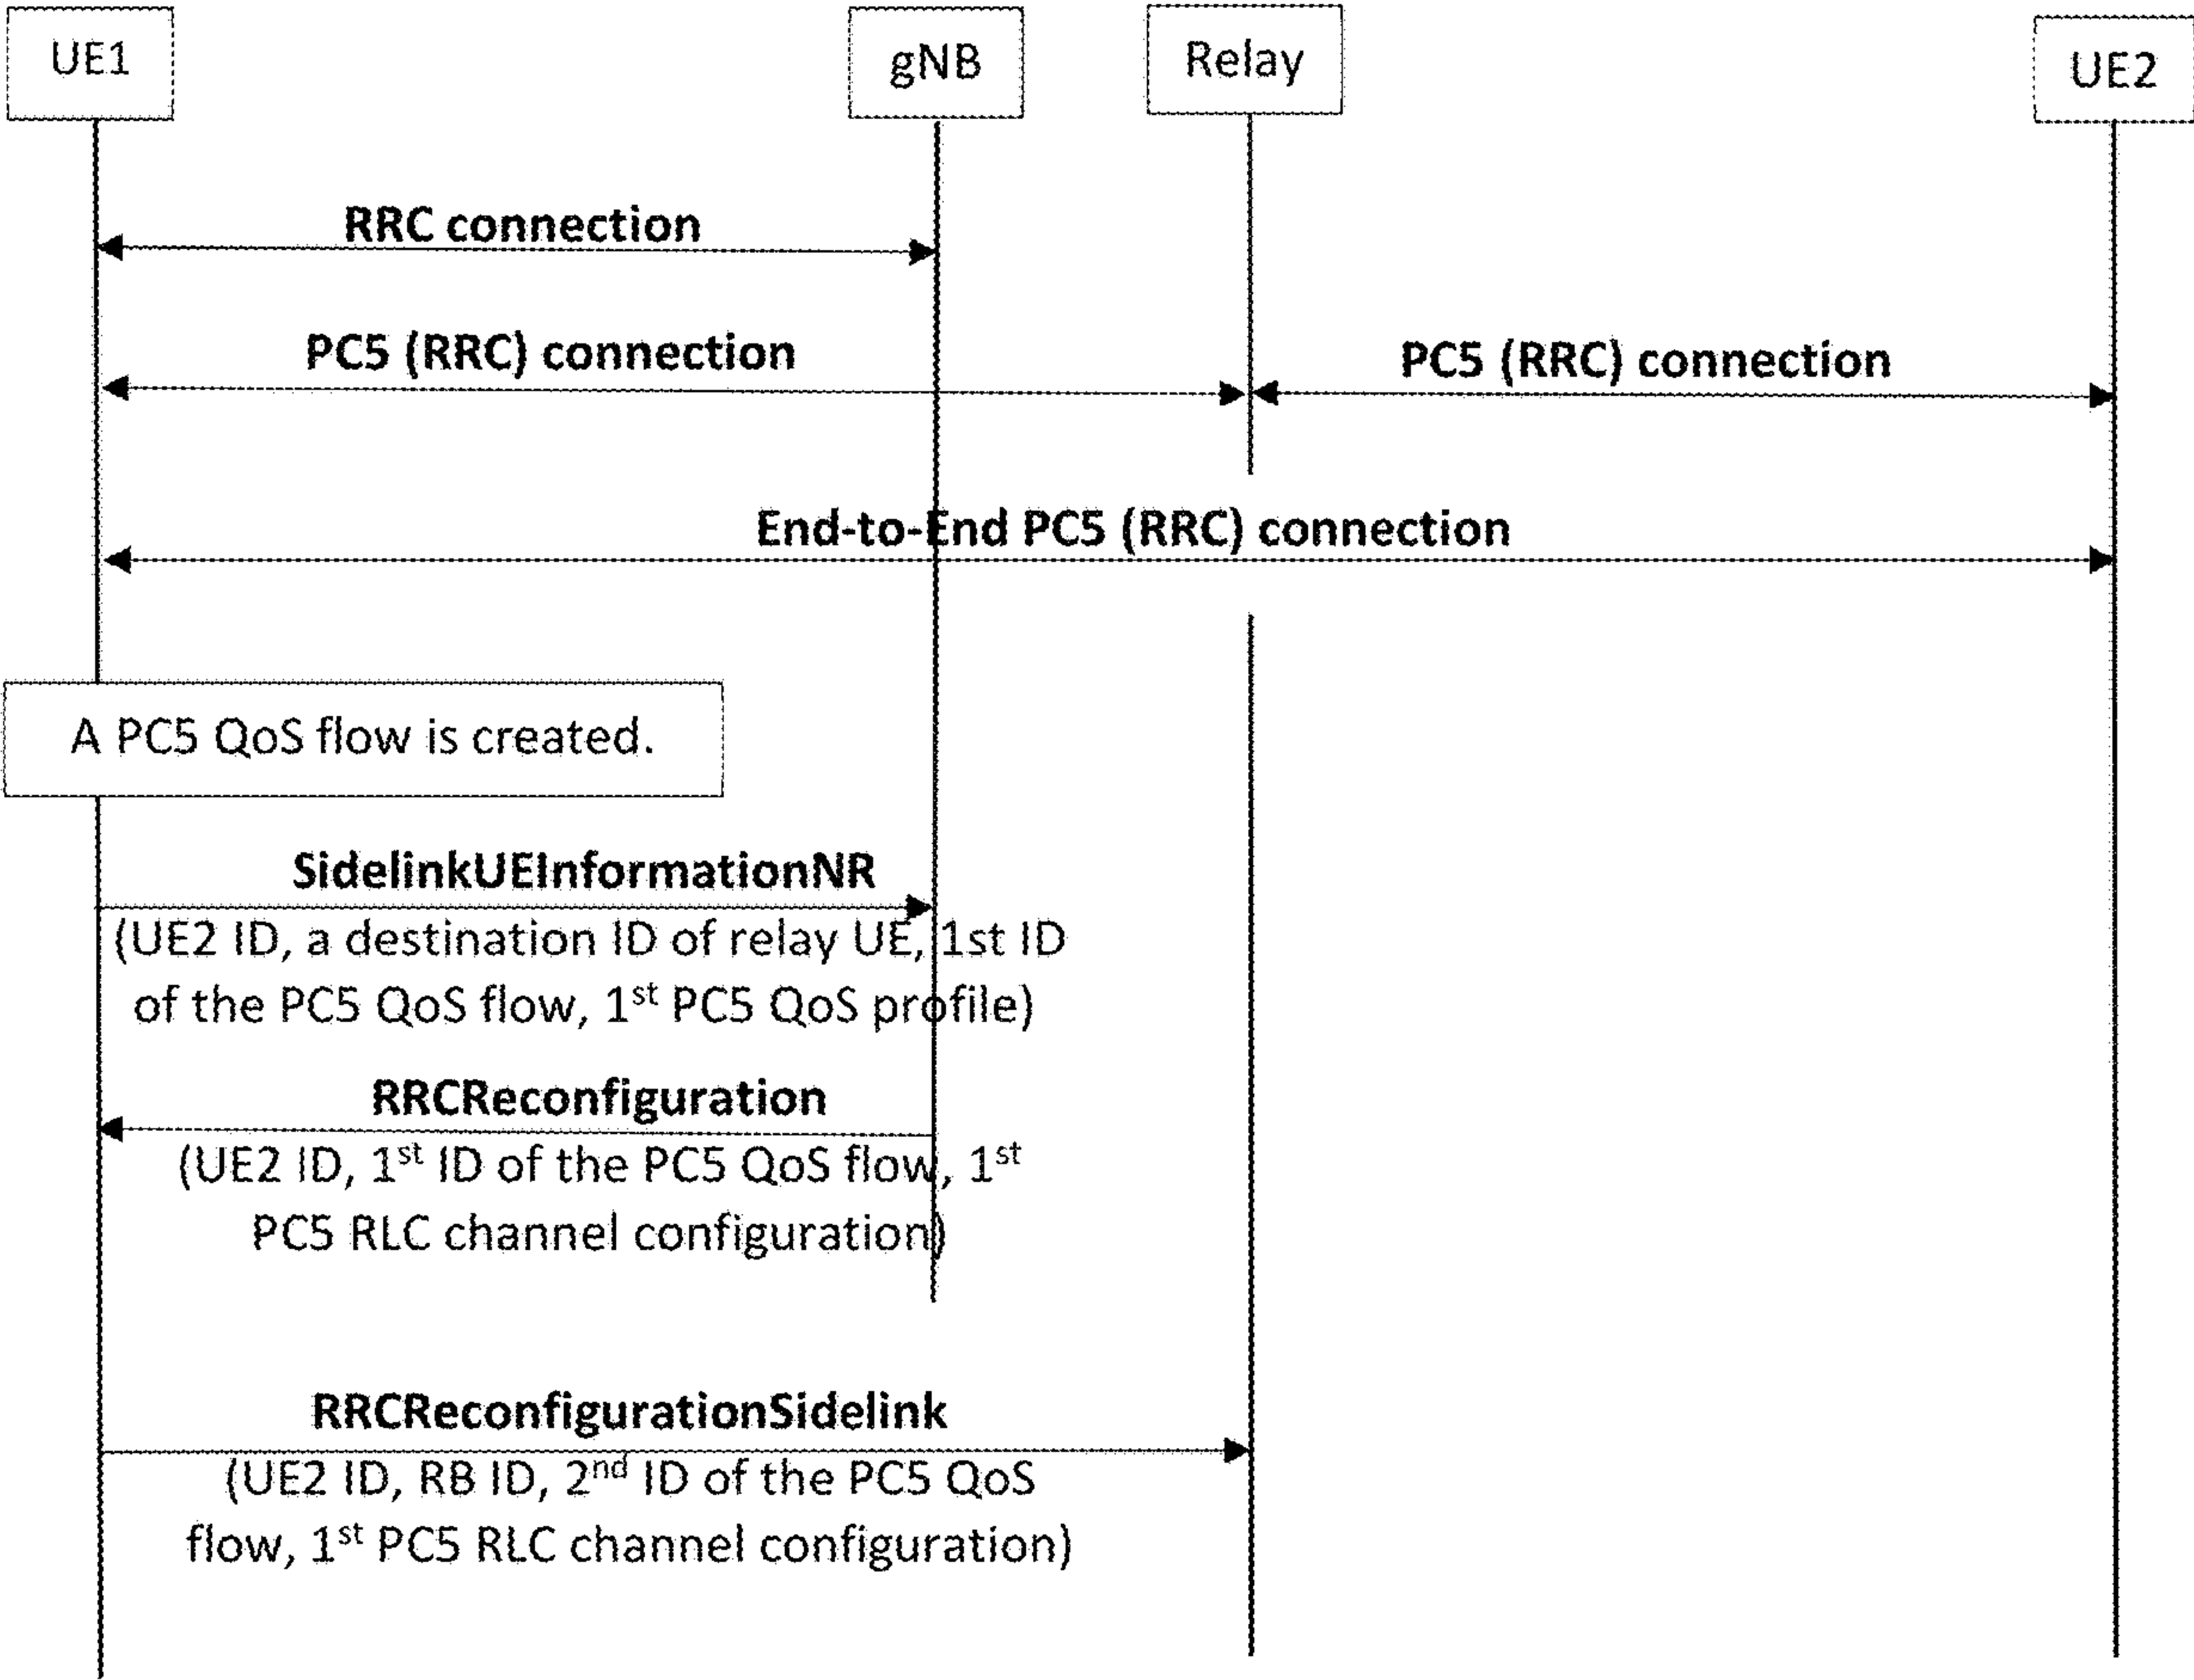 UE1
gNB
Relay
UE2
RRC connection
PC5 (RRC) connection
PC5 (RRC) connection
End-to-End PC5 (RRC) connection
A PC5 QoS flow is created.
SidelinkUEInformationNR
(UE2 ID, a destination ID of relay UE, 1st ID
of the PC5 QoS flow, 1st PC5 QoS profile)
RRCReconfiguration
(UE2 ID, 1st ID of the PC5 QoS flow, 1st
PC5 RLC channel configuration)
RRCReconfigurationSidelink
(UE2 ID, RB ID, 2nd ID of the PC5 QoS
flow, 1st PC5 RLC channel configuration)